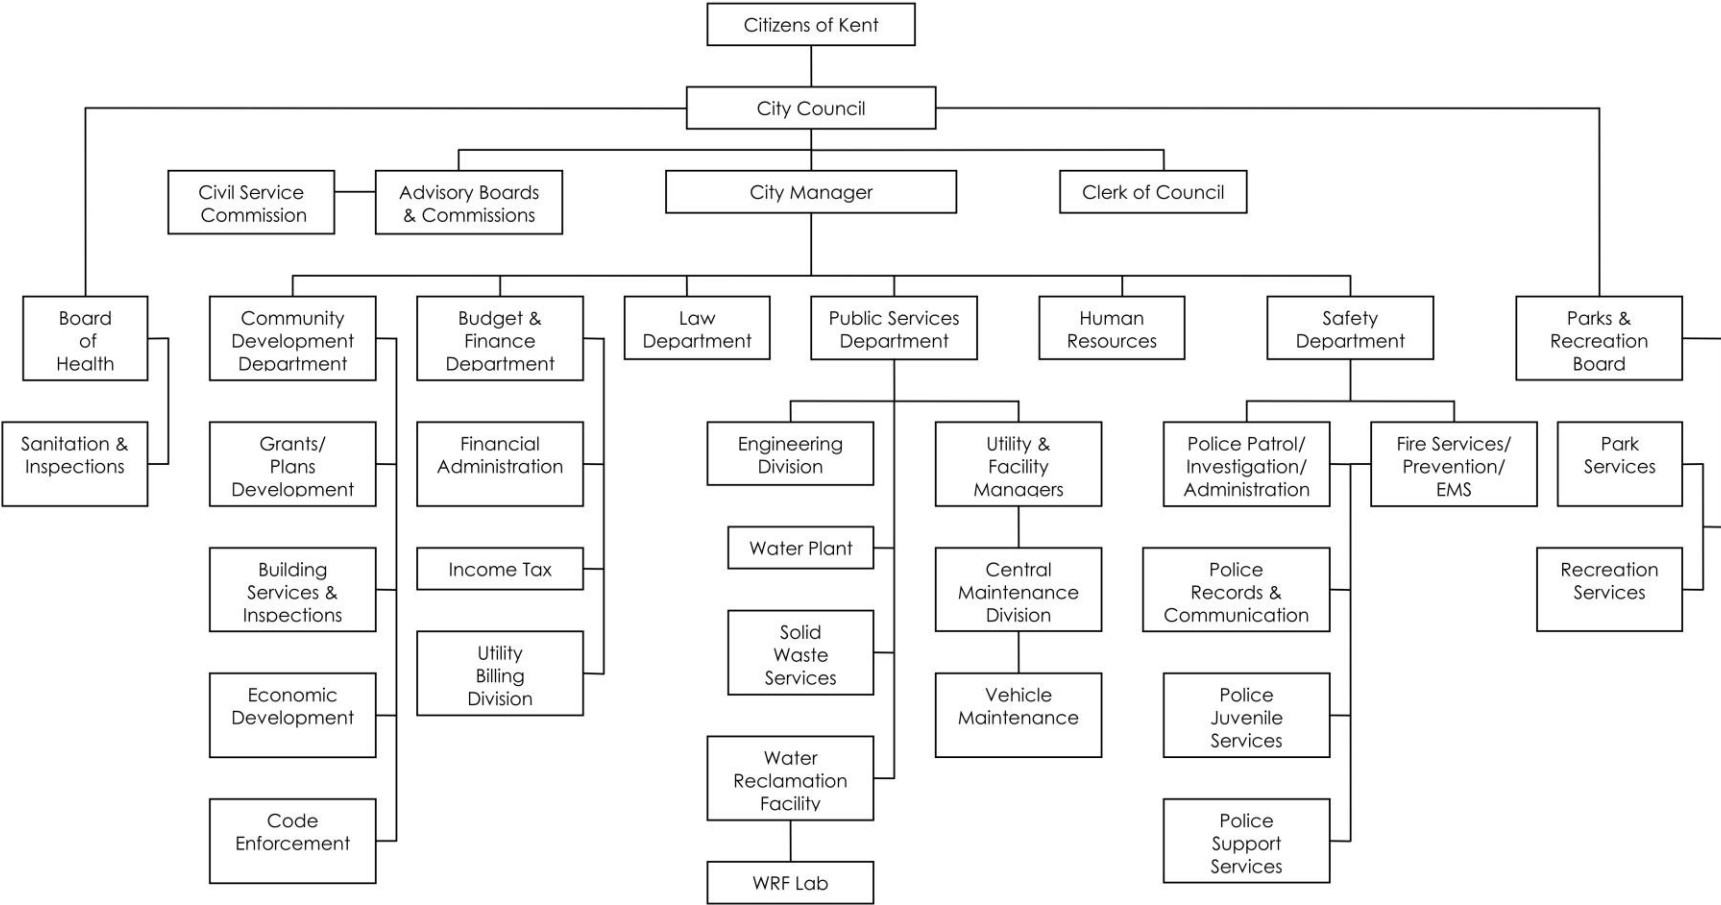 Citizens of Kent
City Council
Civil Service
Commission
Advisory Boards
& Commissions
City Manager
Clerk of Council
Board
of
Health
Community
Development
Department
Budget &
Finance
Department
Law
Department
Public Services
Department
Human
Resources
Safety
Department
Parks &
Recreation
Board
Sanitation &
Inspections
Grants/
Plans
Development
Financial
Administration
Engineering
Division
Utility &
Facility
Managers
Police Patrol/
Investigation/
Administration
Fire Services/
Prevention/
EMS
Park
Services
Water Plant
Building
Services &
Inspections
Income Tax
Central
Maintenance
Division
Police
Records &
Communication
Recreation
Services
Solid
Waste
Services
Utility
Billing
Division
Economic
Development
Vehicle
Maintenance
Police
Juvenile
Services
Water
Reclamation
Facility
Code
Enforcement
Police
Support
Services
WRF Lab